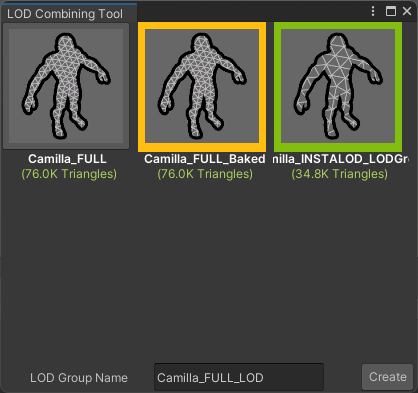 LOD Combining Tool
Camilla_FULL
(76.0K Triangles)
Camilla_FULL_Baked
(76.0K Triangles)
milla_INSTALOD_LODGr
(34.8K Triangles)
LOD Group Name
Camilla_FULL_LOD
Create